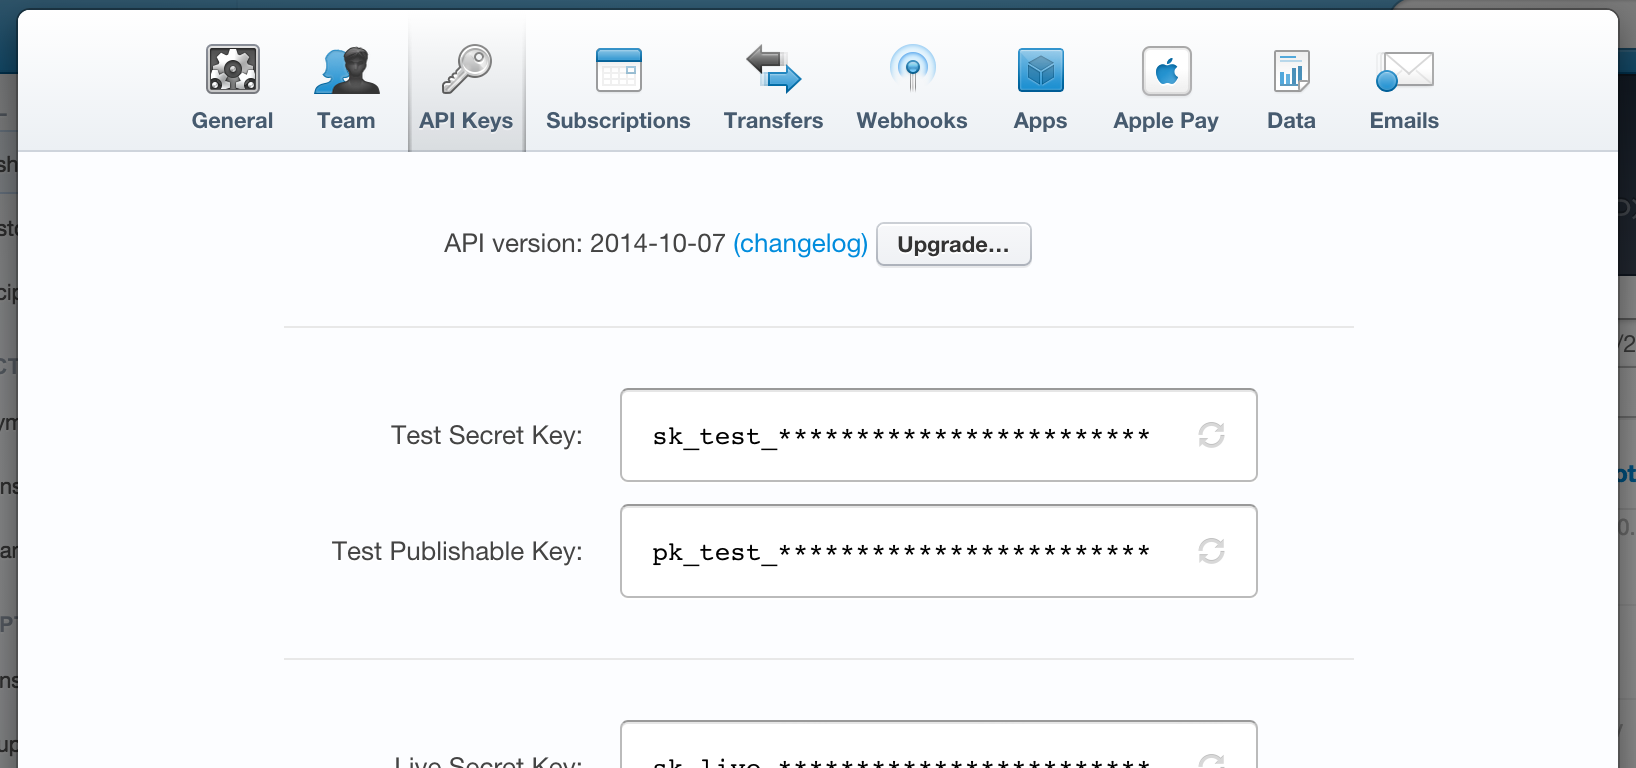 General Team API Keys Subscriptions Transfers Webhooks Apps Apple Pay Data Emails
API version: 2014-10-07 (changelog) Upgrade...
Test Secret Key: sk_test_************************
Test Publishable Key: pk_test_************************
Live Secret Key: sk_live_************************